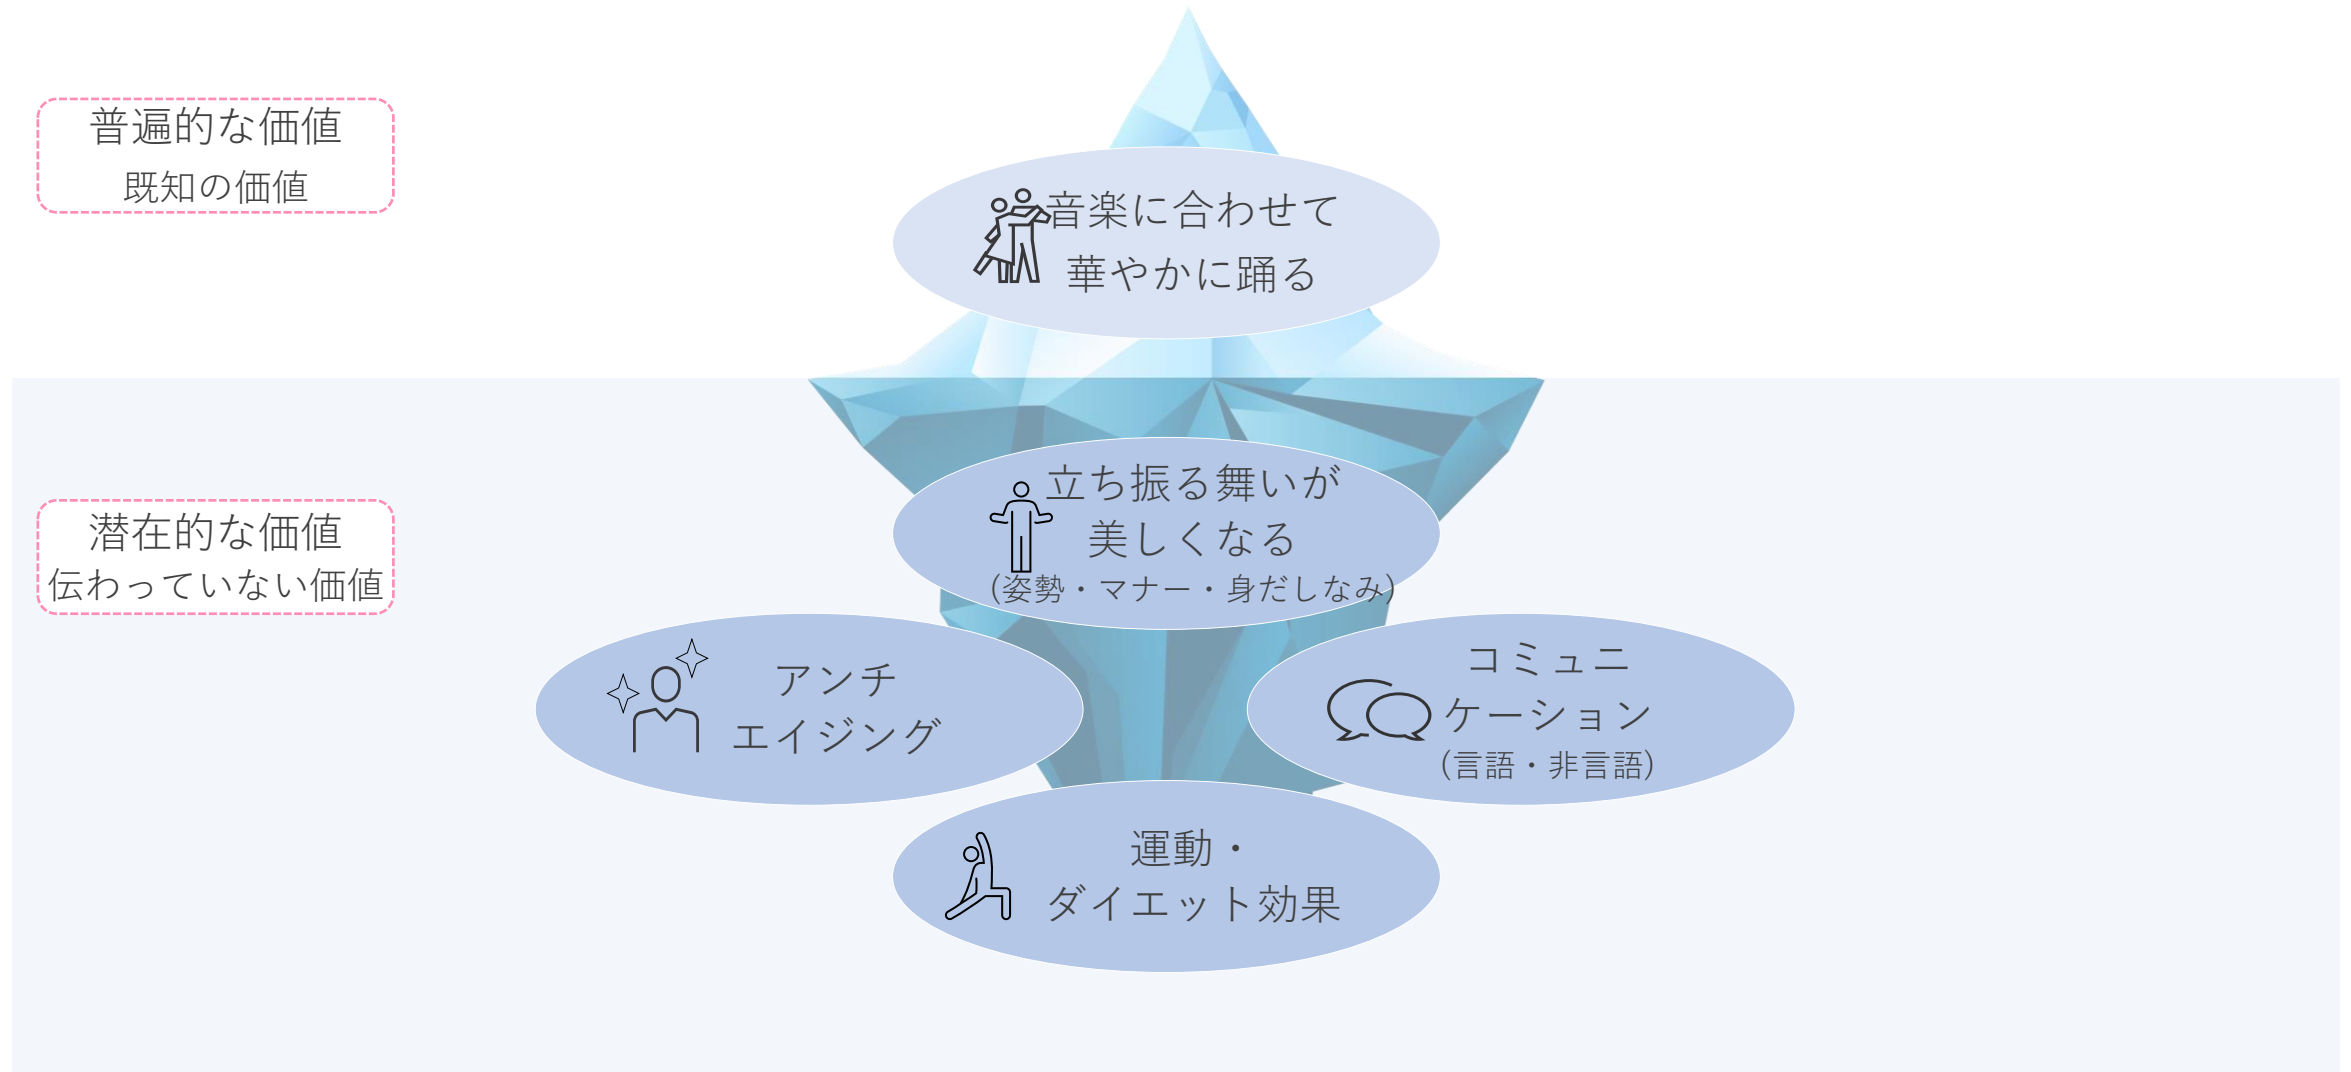 普遍的な価値
既知の価値
音楽に合わせて
華やかに踊る
潜在的な価値
伝わっていない価値
立ち振る舞いが
美しくなる
(姿勢・マナー・身だしなみ)
アンチ
エイジング
コミュニ
ケーション
(言語・非言語)
運動・
ダイエット効果